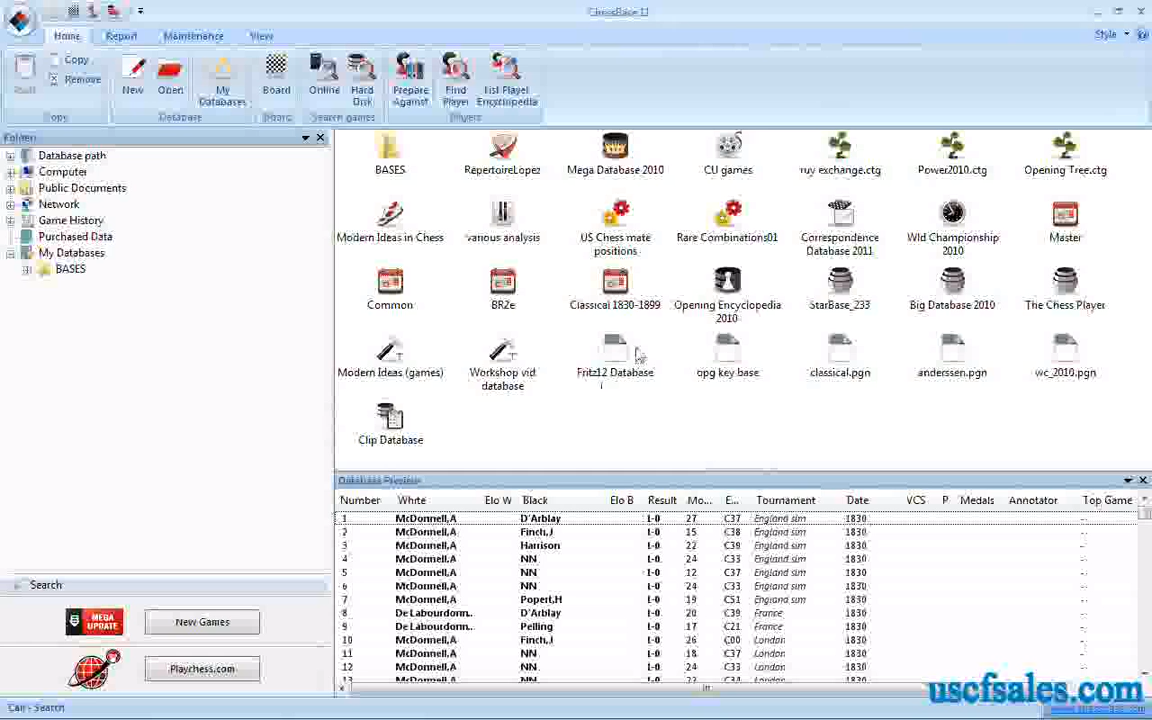 ChessBase 11
Home Report Maintenance View
Style
Copy
Remove
New Open My Databases Board Online Hard Disk Prepare Against Find Player List Player Encyclopedia
Copy Database Board Search games Players
Folders
Database path
Computer
Public Documents
Network
Game History
Purchased Data
My Databases
BASES
BASES RepertoireLopez Mega Database 2010 CU games ruy exchange.ctg Power2010.ctg Opening Tree.ctg
Modern Ideas in Chess various analysis US Chess mate positions Rare Combinations01 Correspondence Database 2011 Wld Championship 2010 Master
Common BR2e Classical 1830-1899 Opening Encyclopedia 2010 StarBase_233 Big Database 2010 The Chess Player
Modern Ideas (games) Workshop vid database Fritz12 Database opg key base classical.pgn anderssen.pgn wc_2010.pgn
Clip Database
Database Preview
Number White Elo W Black Elo B Result Mo... E... Tournament Date VCS P Medals Annotator Top Game
1 McDonnell,A D'Arblay 1-0 27 C37 England sim 1830 --
2 McDonnell,A Finch,J 1-0 15 C38 England sim 1830 --
3 McDonnell,A Harrison 1-0 22 C39 England sim 1830 --
4 McDonnell,A NN 1-0 24 C33 England sim 1830 --
5 McDonnell,A NN 1-0 12 C37 England sim 1830 --
6 McDonnell,A NN 1-0 24 C33 England sim 1830 --
7 McDonnell,A Popert,H 1-0 19 C51 England sim 1830 --
8 De Labourdonn... D'Arblay 1-0 20 C39 France 1830 --
9 De Labourdonn... Pelling 1-0 17 C21 France 1830 --
10 McDonnell,A Finch,J 1-0 26 C00 London 1830 --
11 McDonnell,A NN 1-0 18 C37 London 1830 --
12 McDonnell,A NN 1-0 24 C33 London 1830 --
13 McDonnell,A NN 1-0 23 C34 London 1830
Search
MEGA UPDATE
New Games
Playchess.com
uscfsales.com